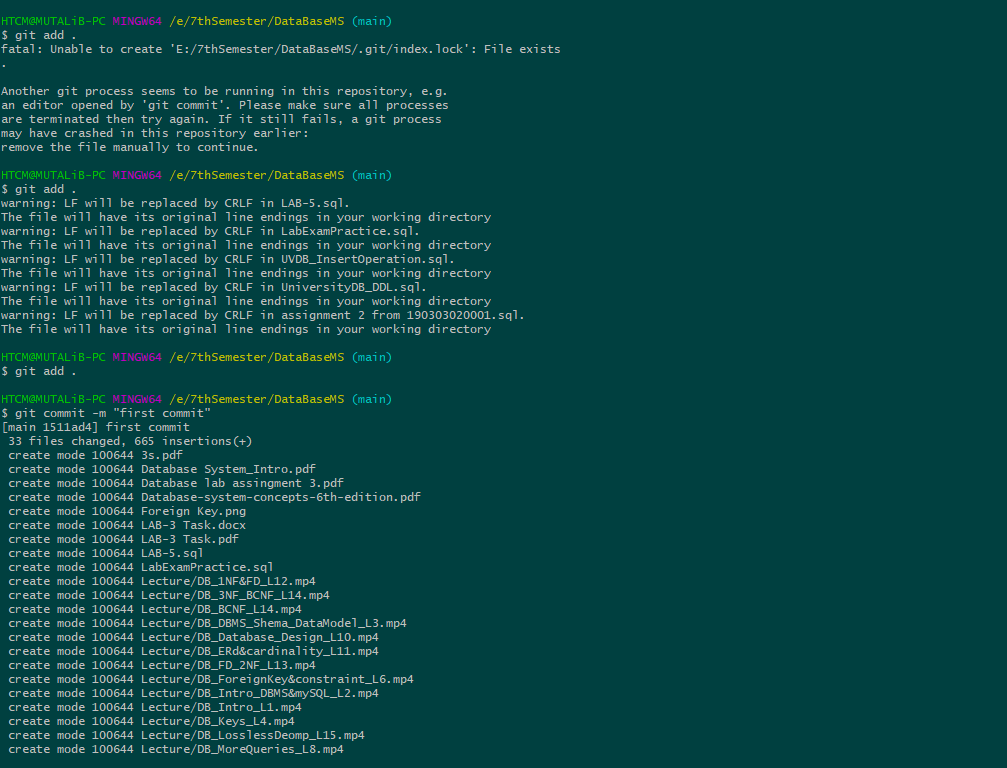 HTCM@MUTALiB-PC MINGW64 /e/7thSemester/DataBaseMS (main)
$ git add .
fatal: Unable to create 'E:/7thSemester/DataBaseMS/.git/index.lock': File exists
.
Another git process seems to be running in this repository, e.g.
an editor opened by 'git commit'. Please make sure all processes
are terminated then try again. If it still fails, a git process
may have crashed in this repository earlier:
remove the file manually to continue.
HTCM@MUTALiB-PC MINGW64 /e/7thSemester/DataBaseMS (main)
$ git add .
warning: LF will be replaced by CRLF in LAB-5.sql.
The file will have its original line endings in your working directory
warning: LF will be replaced by CRLF in LabExamPractice.sql.
The file will have its original line endings in your working directory
warning: LF will be replaced by CRLF in UVDB_InsertOperation.sql.
The file will have its original line endings in your working directory
warning: LF will be replaced by CRLF in UniversityDB_DDL.sql.
The file will have its original line endings in your working directory
warning: LF will be replaced by CRLF in assignment 2 from 190303020001.sql.
The file will have its original line endings in your working directory
HTCM@MUTALiB-PC MINGW64 /e/7thSemester/DataBaseMS (main)
$ git add .
HTCM@MUTALiB-PC MINGW64 /e/7thSemester/DataBaseMS (main)
$ git commit -m "first commit"
[main 1511ad4] first commit
33 files changed, 665 insertions(+)
create mode 100644 3s.pdf
create mode 100644 Database System_Intro.pdf
create mode 100644 Database lab assingment 3.pdf
create mode 100644 Database-system-concepts-6th-edition.pdf
create mode 100644 Foreign Key.png
create mode 100644 LAB-3 Task.docx
create mode 100644 LAB-3 Task.pdf
create mode 100644 LAB-5.sql
create mode 100644 LabExamPractice.sql
create mode 100644 Lecture/DB_1NF&FD_L12.mp4
create mode 100644 Lecture/DB_3NF_BCNF_L14.mp4
create mode 100644 Lecture/DB_BCNF_L14.mp4
create mode 100644 Lecture/DB_DBMS_Shema_DataModel_L3.mp4
create mode 100644 Lecture/DB_Database_Design_L10.mp4
create mode 100644 Lecture/DB_ERd&cardinality_L11.mp4
create mode 100644 Lecture/DB_FD_2NF_L13.mp4
create mode 100644 Lecture/DB_ForeignKey&constraint_L6.mp4
create mode 100644 Lecture/DB_Intro_DBMS&mySQL_L2.mp4
create mode 100644 Lecture/DB_Intro_L1.mp4
create mode 100644 Lecture/DB_Keys_L4.mp4
create mode 100644 Lecture/DB_LosslessDeomp_L15.mp4
create mode 100644 Lecture/DB_MoreQueries_L8.mp4